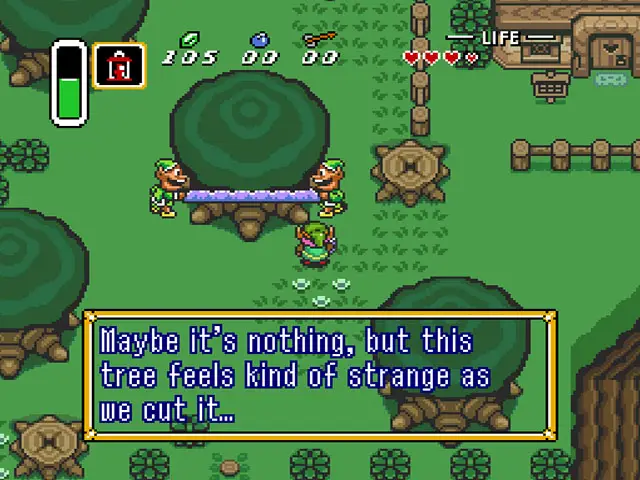 105 00 00
LIFE
Maybe it's nothing, but this
tree feels kind of strange as
we cut it…